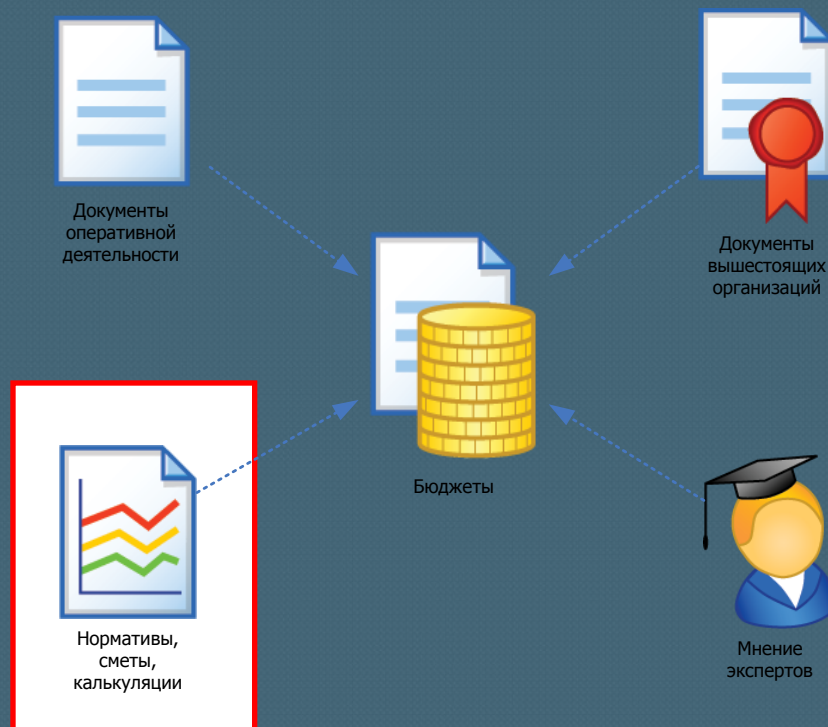 Документы
оперативной
деятельности
Документы
вышестоящих
организаций
Бюджеты
Нормативы,
сметы,
калькуляции
Мнение
экспертов